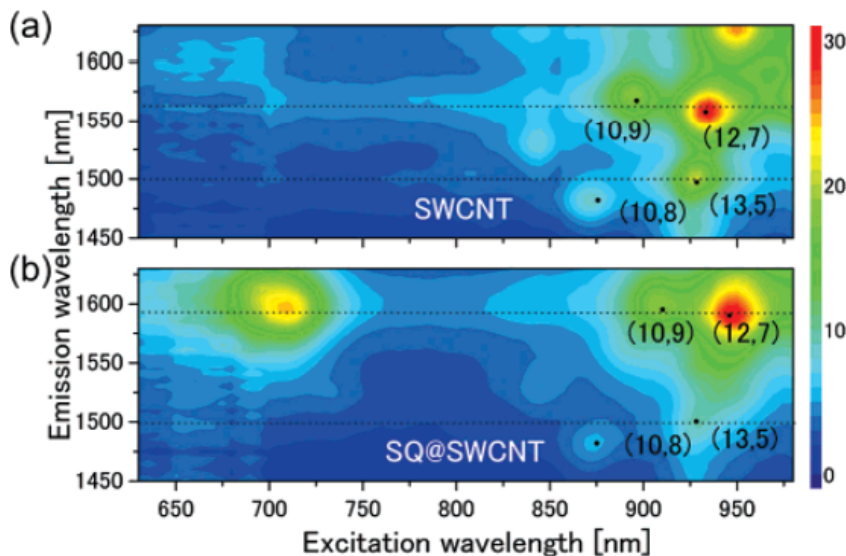 (a)
1600
1550
1500
1450
(10,9)
(12,7)
(10,8)
(13,5)
SWCNT
30
20
10
0
(b)
1600
1550
1500
1450
(10,9)
(12,7)
(10,8)
(13,5)
SQ@SWCNT
650 700 750 800 850 900 950
Emission wavelength [nm]
Excitation wavelength [nm]